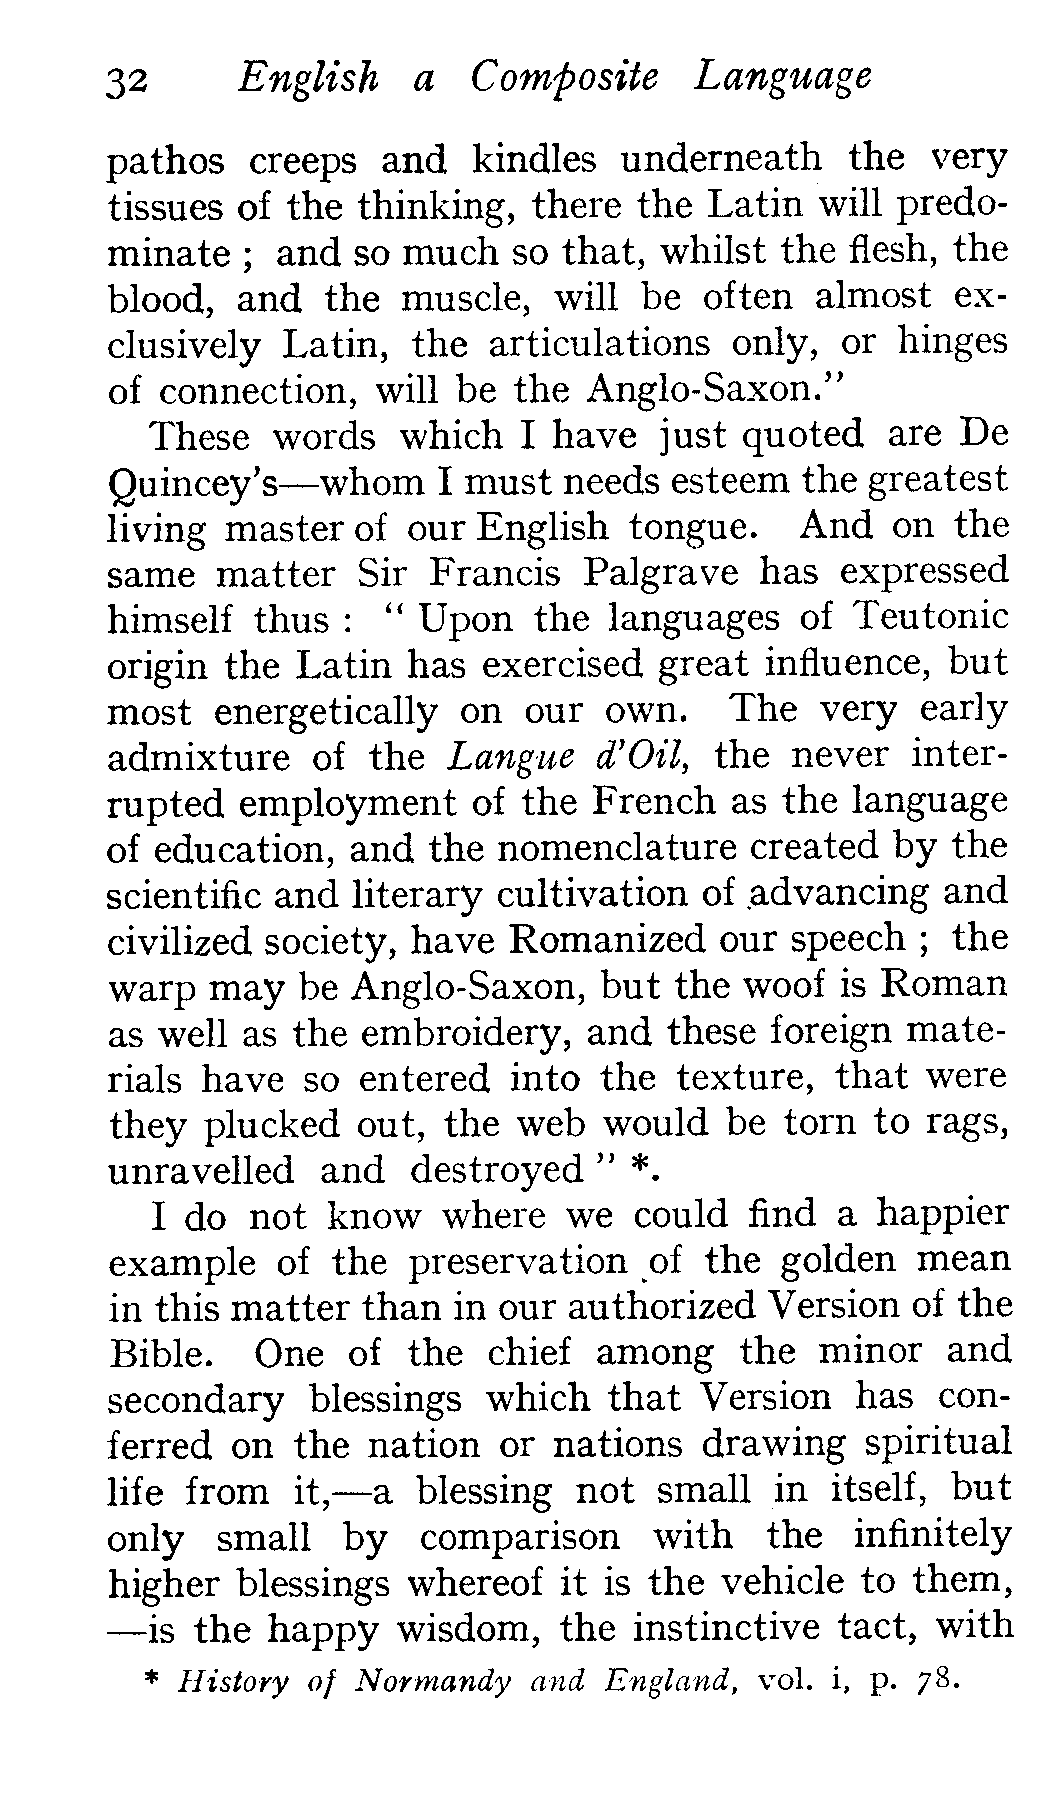 32 English a Composite Language
pathos creeps and kindles underneath the very
tissues of the thinking, there the Latin will predo-
minate ; and so much so that, whilst the flesh, the
blood, and the muscle, will be often almost ex-
clusively Latin, the articulations only, or hinges
of connection, will be the Anglo-Saxon.”
These words which I have just quoted are De
Quincey’s—whom I must needs esteem the greatest
living master of our English tongue. And on the
same matter Sir Francis Palgrave has expressed
himself thus : “ Upon the languages of Teutonic
origin the Latin has exercised great influence, but
most energetically on our own. The very early
admixture of the Langue d’Oil, the never inter-
rupted employment of the French as the language
of education, and the nomenclature created by the
scientific and literary cultivation of advancing and
civilized society, have Romanized our speech ; the
warp may be Anglo-Saxon, but the woof is Roman
as well as the embroidery, and these foreign mate-
rials have so entered into the texture, that were
they plucked out, the web would be torn to rags,
unravelled and destroyed ” *.
I do not know where we could find a happier
example of the preservation of the golden mean
in this matter than in our authorized Version of the
Bible. One of the chief among the minor and
secondary blessings which that Version has con-
ferred on the nation or nations drawing spiritual
life from it,—a blessing not small in itself, but
only small by comparison with the infinitely
higher blessings whereof it is the vehicle to them,
—is the happy wisdom, the instinctive tact, with
* History of Normandy and England, vol. i, p. 78.